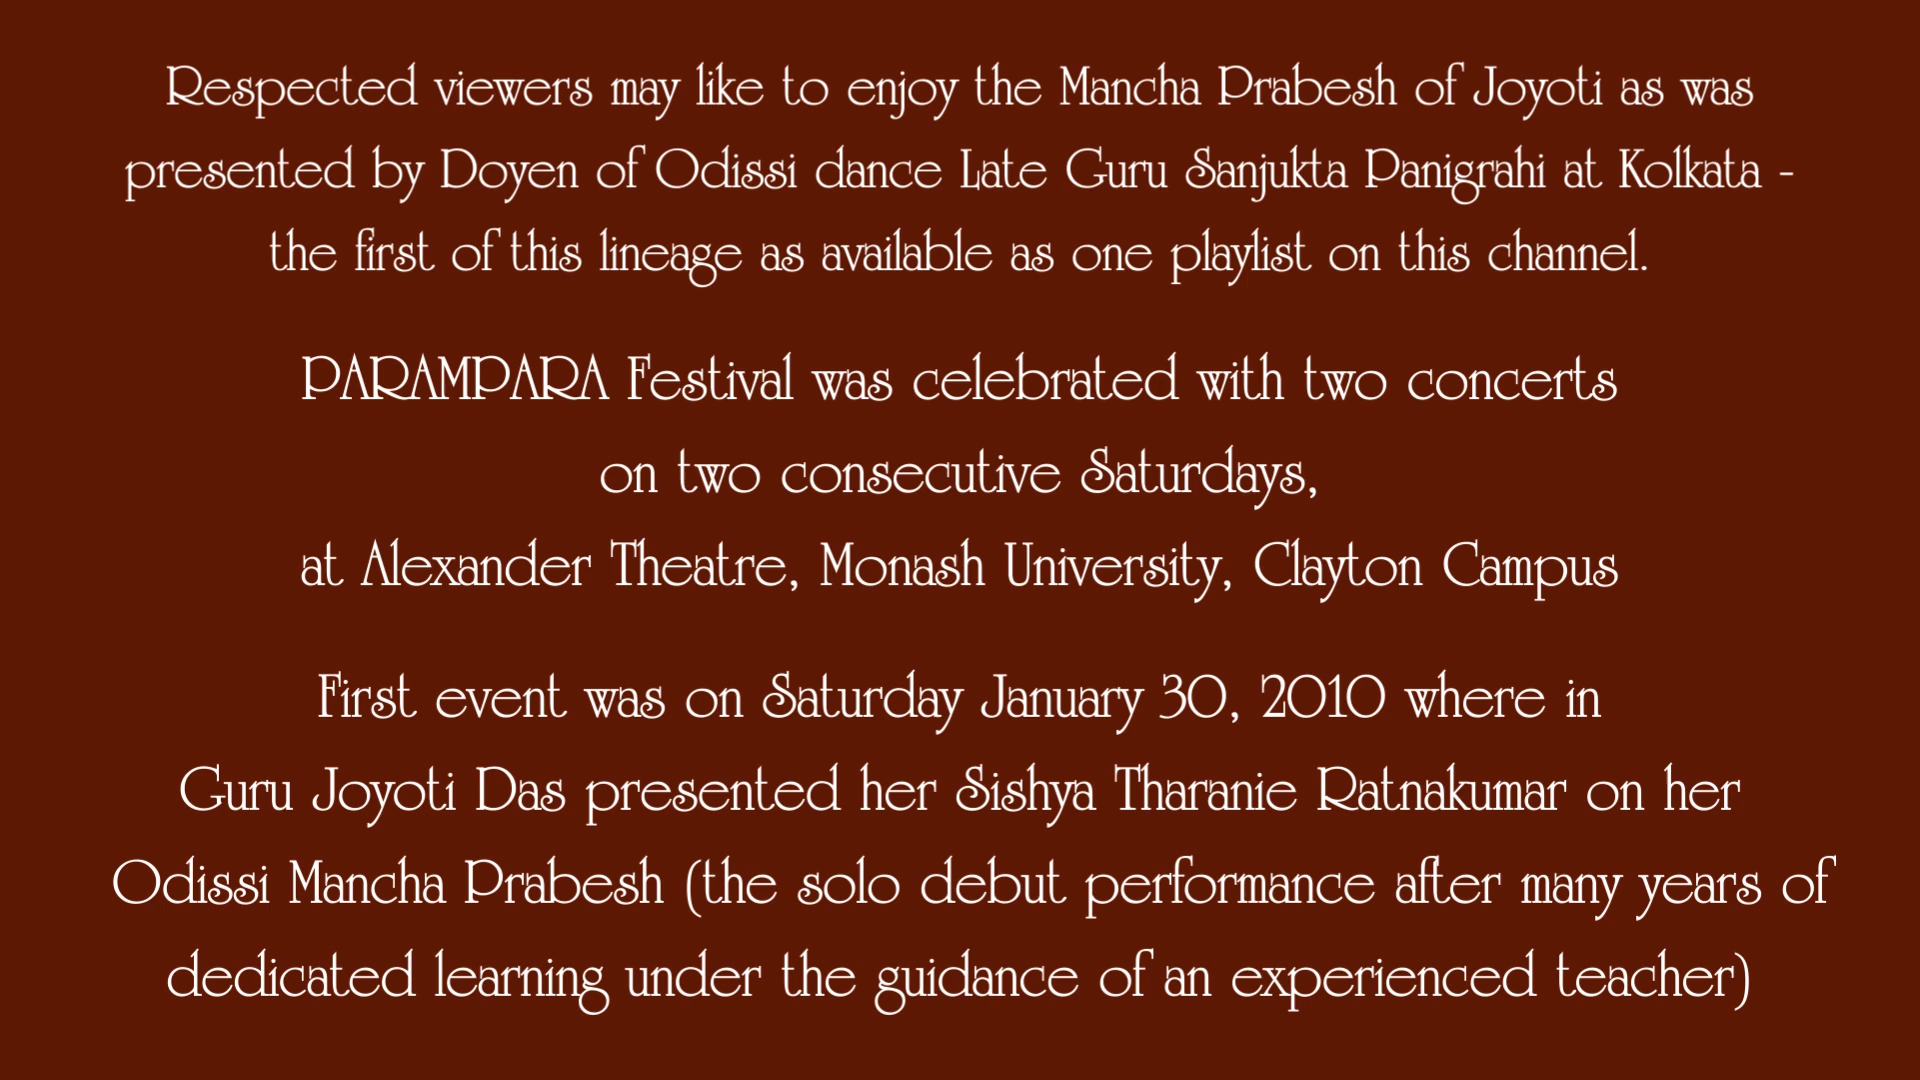 Respected viewers may like to enjoy the Mancha Prabesh of Joyoti as was
presented by Doyen of Odissi dance Late Guru Sanjukta Panigrahi at Kolkata -
the first of this lineage as available as one playlist on this channel.
PARAMPARA Festival was celebrated with two concerts
on two consecutive Saturdays,
at Alexander Theatre, Monash University, Clayton Campus
First event was on Saturday January 30, 2010 where in
Guru Joyoti Das presented her Sishya Tharanie Ratnakumar on her
Odissi Mancha Prabesh (the solo debut performance after many years of
dedicated learning under the guidance of an experienced teacher)